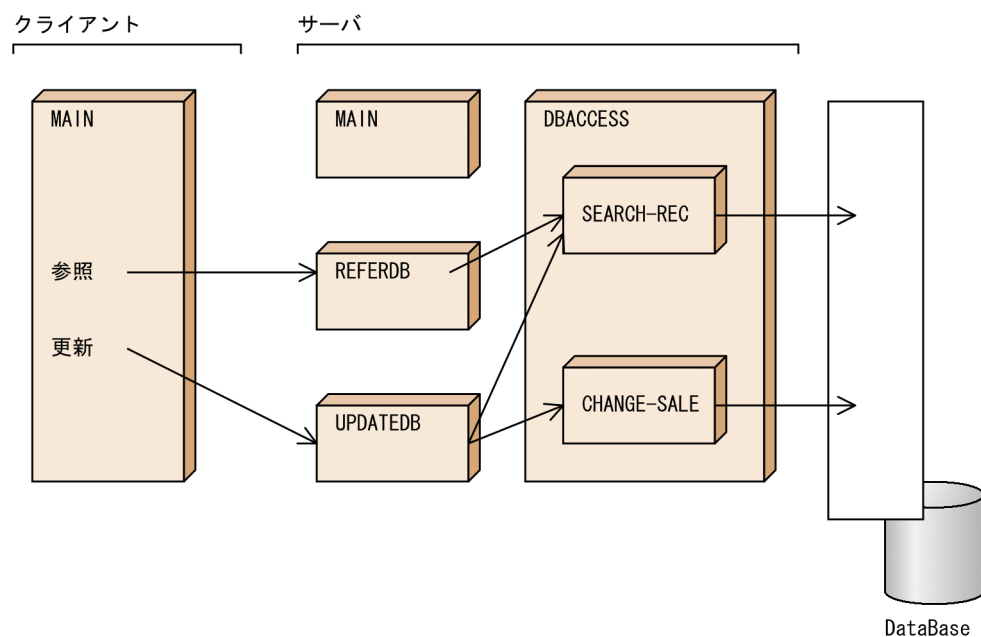 クライアント
サーバ
MAIN
MAIN
DBACCESS
SEARCH-REC
参照
REFERDB
更新
CHANGE-SALE
UPDATEDB
DataBase